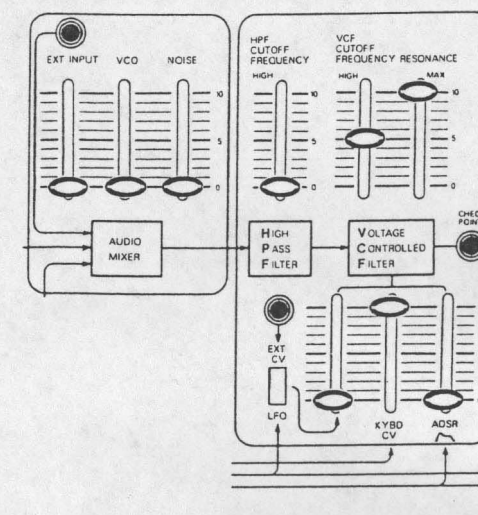 EXT INPUT VCO NOISE
10
5
0
AUDIO
MIXER
HPF
CUTOFF
FREQUENCY
HIGH
10
5
0
VCF
CUTOFF
FREQUENCY RESONANCE
HIGH MAX
10
5
0
HIGH
PASS
FILTER
VOLTAGE
CONTROLLED
FILTER
EXT
CV
LFO
KYBD
CV
ADSR